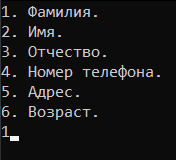 1. Фамилия.
2. Имя.
3. Отчество.
4. Номер телефона.
5. Адрес.
6. Возраст.
1